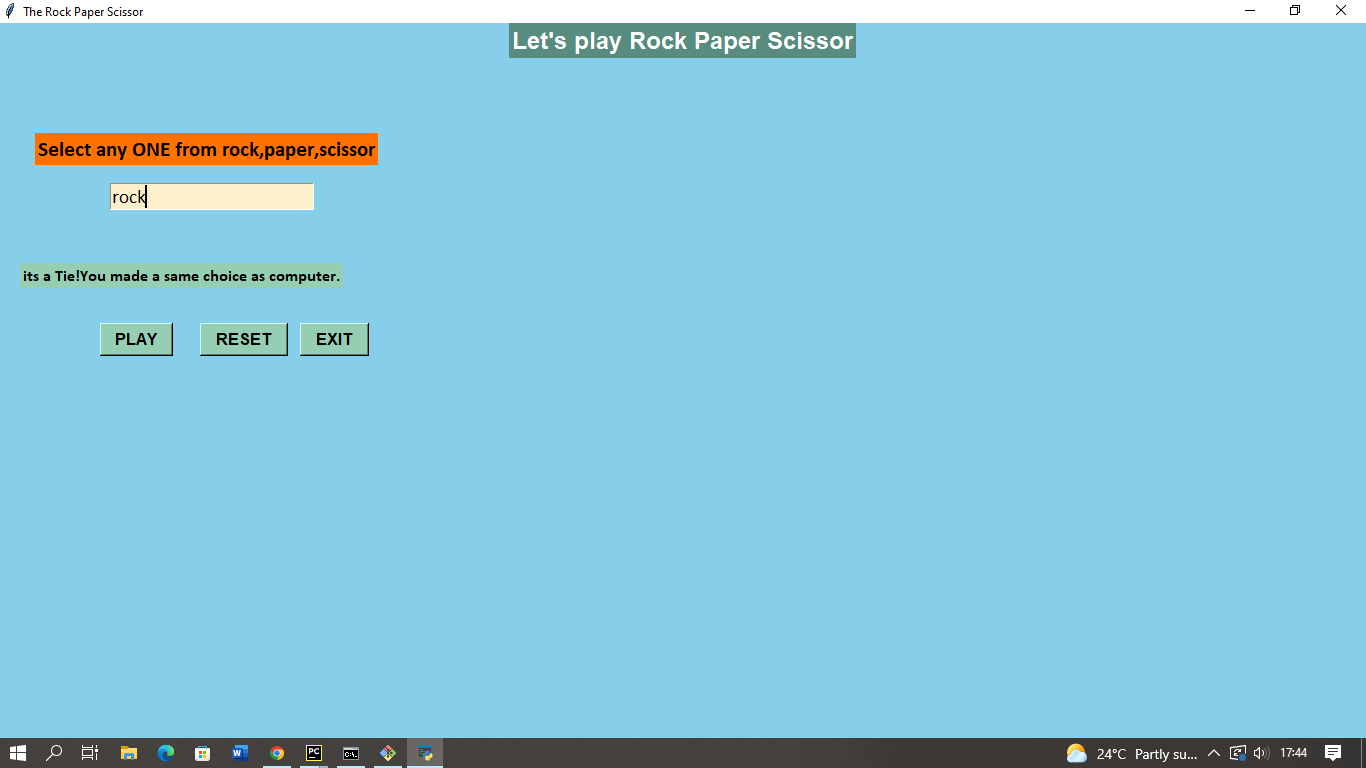 The Rock Paper Scissor
Let's play Rock Paper Scissor
Select any ONE from rock,paper,scissor
rock
its a Tie!You made a same choice as computer.
PLAY RESET EXIT
24°C Partly su... 17:44